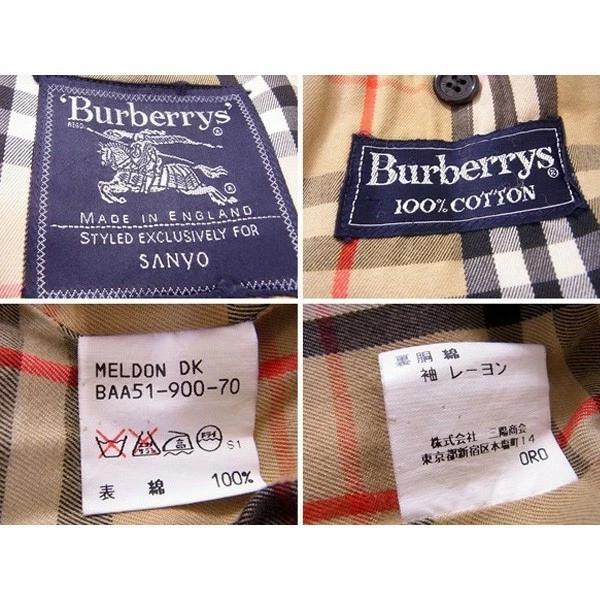 'Burberrys'
REGD
®
MADE IN ENGLAND
STYLED EXCLUSIVELY FOR
SANYO
Burberrys®
100% COTTON
MELDON DK
BAA51-900-70
S1
表 綿 100%
裏胴 綿
袖 レーヨン
株式会社 三陽商会
東京都新宿区本塩町14
ORO